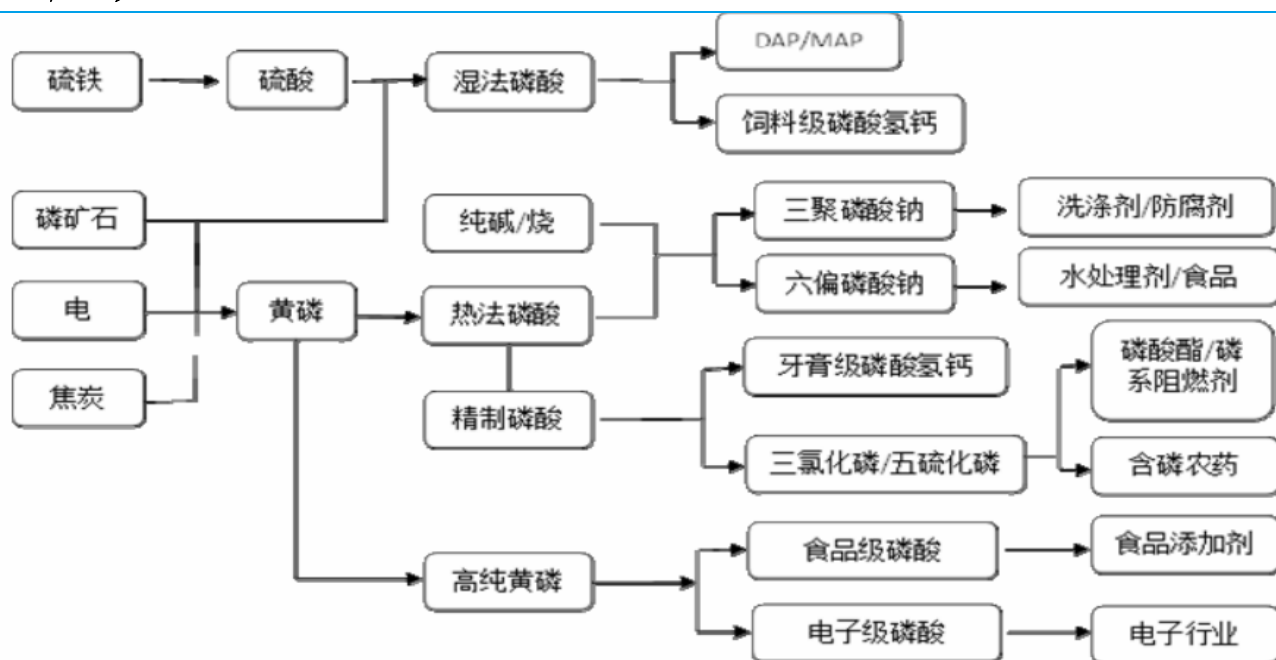 DAP/MAP
硫铁
硫酸
湿法磷酸
饲料级磷酸氢钙
磷矿石
纯碱/烧
三聚磷酸钠
洗涤剂/防腐剂
电
黄磷
热法磷酸
六偏磷酸钠
水处理剂/食品
焦炭
精制磷酸
牙膏级磷酸氢钙
磷酸酯/磷
系阻燃剂
三氯化磷/五硫化磷
含磷农药
高纯黄磷
食品级磷酸
食品添加剂
电子级磷酸
电子行业